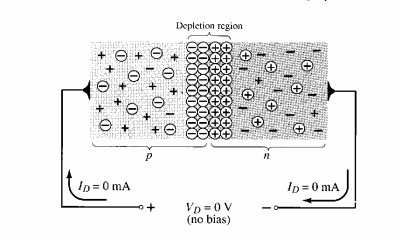 Depletion region
p
n
I_D = 0 mA
I_D = 0 mA
+ V_D = 0 V −
(no bias)